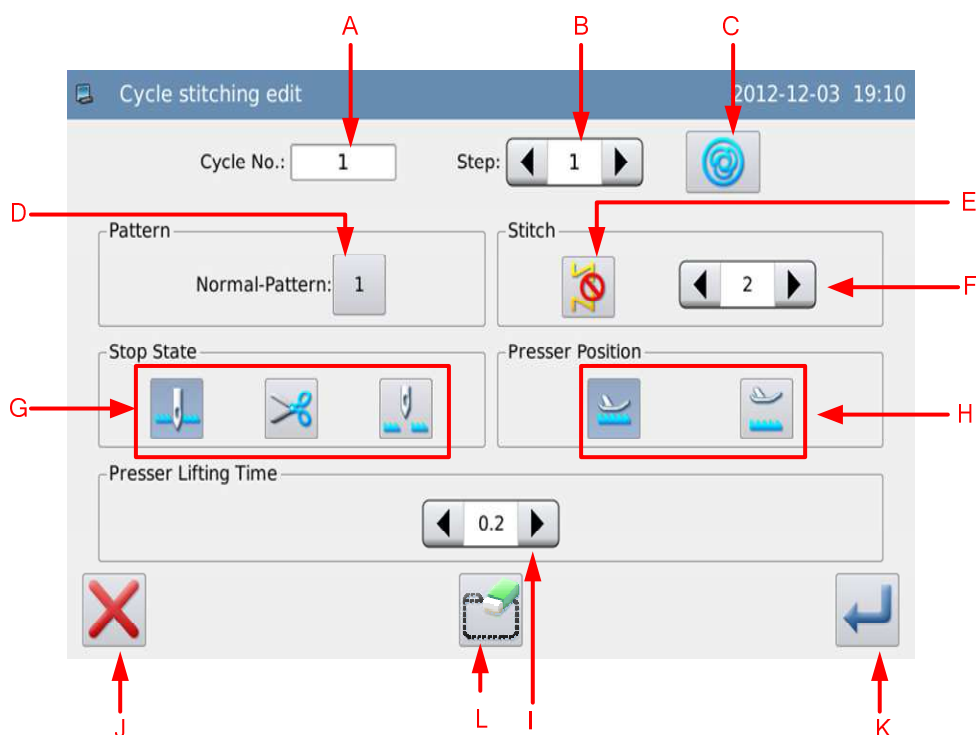 A B C
Cycle stitching edit 2012-12-03 19:10
Cycle No.: 1 Step: 1
D E
Pattern Stitch
Normal-Pattern: 1 2 F
Stop State Presser Position
G H
Presser Lifting Time
0.2
J L I K